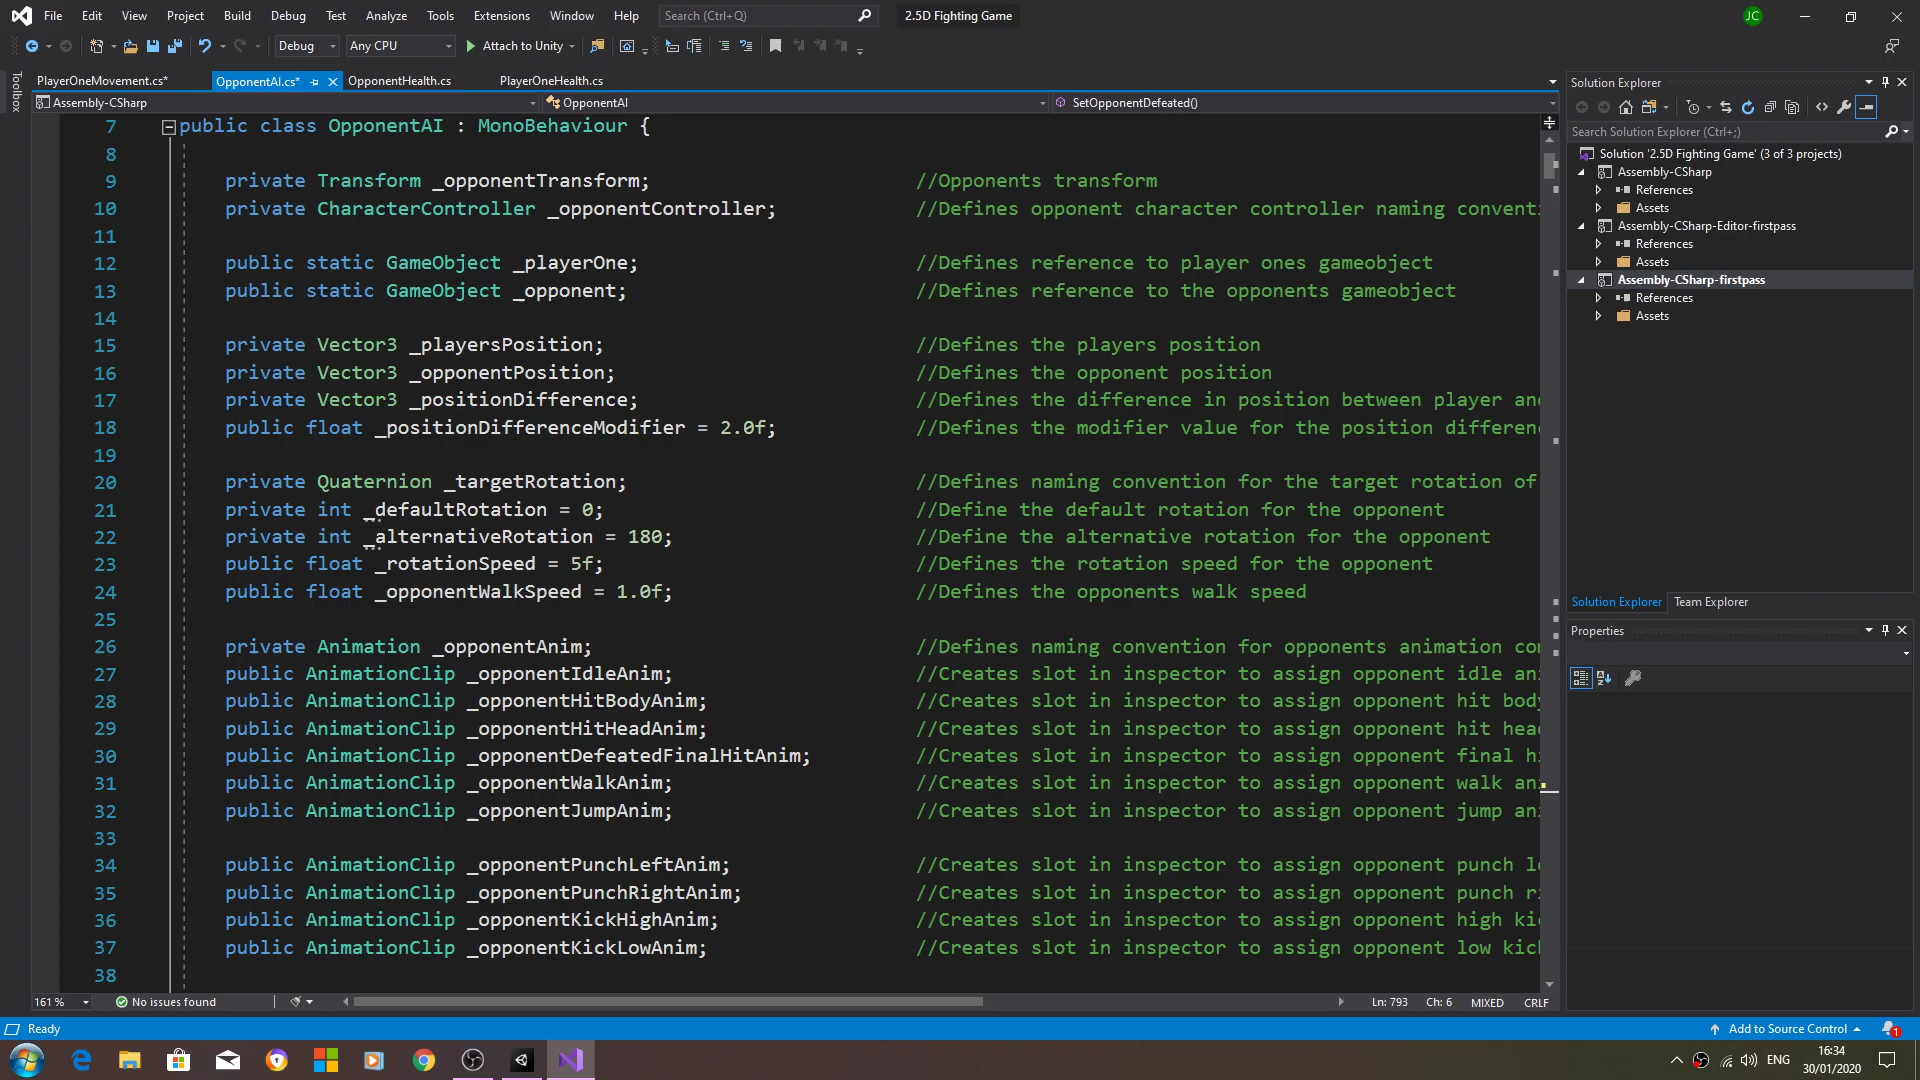 File Edit View Project Build Debug Test Analyze Tools Extensions Window Help Search (Ctrl+Q) 2.5D Fighting Game JC
Debug Any CPU Attach to Unity
Toolbox
PlayerOneMovement.cs* OpponentAI.cs* OpponentHealth.cs PlayerOneHealth.cs
Assembly-CSharp OpponentAI SetOpponentDefeated()
7 public class OpponentAI : MonoBehaviour {
8
9 private Transform _opponentTransform; //Opponents transform
10 private CharacterController _opponentController; //Defines opponent character controller naming conventi
11
12 public static GameObject _playerOne; //Defines reference to player ones gameobject
13 public static GameObject _opponent; //Defines reference to the opponents gameobject
14
15 private Vector3 _playersPosition; //Defines the players position
16 private Vector3 _opponentPosition; //Defines the opponent position
17 private Vector3 _positionDifference; //Defines the difference in position between player and
18 public float _positionDifferenceModifier = 2.0f; //Defines the modifier value for the position differenc
19
20 private Quaternion _targetRotation; //Defines naming convention for the target rotation of
21 private int _defaultRotation = 0; //Define the default rotation for the opponent
22 private int _alternativeRotation = 180; //Define the alternative rotation for the opponent
23 public float _rotationSpeed = 5f; //Defines the rotation speed for the opponent
24 public float _opponentWalkSpeed = 1.0f; //Defines the opponents walk speed
25
26 private Animation _opponentAnim; //Defines naming convention for opponents animation com
27 public AnimationClip _opponentIdleAnim; //Creates slot in inspector to assign opponent idle ani
28 public AnimationClip _opponentHitBodyAnim; //Creates slot in inspector to assign opponent hit body
29 public AnimationClip _opponentHitHeadAnim; //Creates slot in inspector to assign opponent hit head
30 public AnimationClip _opponentDefeatedFinalHitAnim; //Creates slot in inspector to assign opponent final hi
31 public AnimationClip _opponentWalkAnim; //Creates slot in inspector to assign opponent walk ani
32 public AnimationClip _opponentJumpAnim; //Creates slot in inspector to assign opponent jump ani
33
34 public AnimationClip _opponentPunchLeftAnim; //Creates slot in inspector to assign opponent punch le
35 public AnimationClip _opponentPunchRightAnim; //Creates slot in inspector to assign opponent punch ri
36 public AnimationClip _opponentKickHighAnim; //Creates slot in inspector to assign opponent high kic
37 public AnimationClip _opponentKickLowAnim; //Creates slot in inspector to assign opponent low kick
38
161 % No issues found Ln: 793 Ch: 6 MIXED CRLF
Solution Explorer
Search Solution Explorer (Ctrl+;)
Solution '2.5D Fighting Game' (3 of 3 projects)
Assembly-CSharp
References
Assets
Assembly-CSharp-Editor-firstpass
References
Assets
Assembly-CSharp-firstpass
References
Assets
Solution Explorer Team Explorer
Properties
Ready Add to Source Control 1
ENG 16:34
30/01/2020